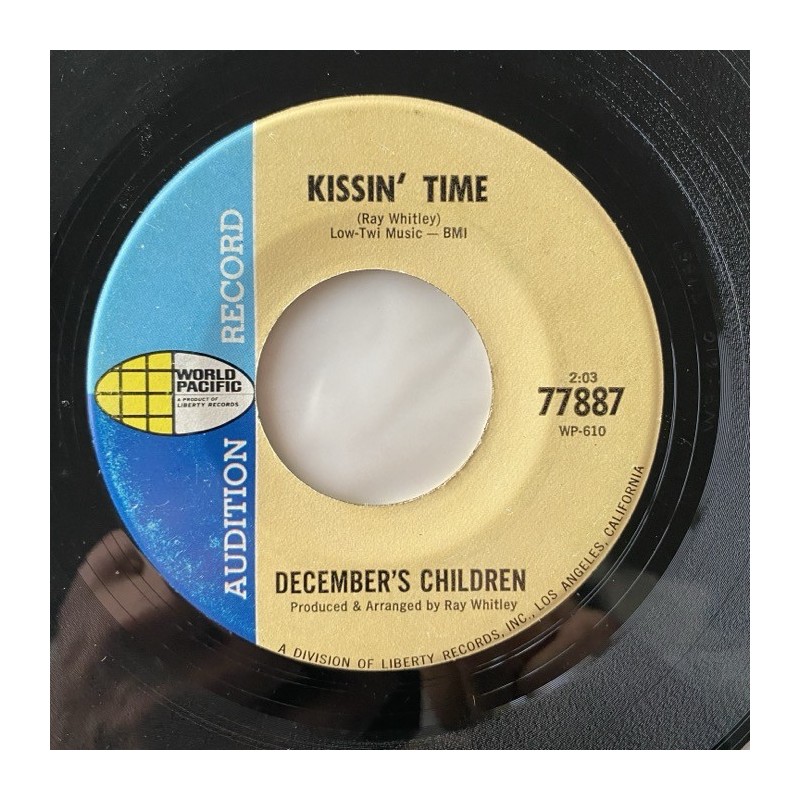 KISSIN' TIME
(Ray Whitley)
Low-Twi Music — BMI
AUDITION RECORD
WORLD
PACIFIC
A PRODUCT OF
LIBERTY RECORDS
2:03
77887
WP-610
DECEMBER'S CHILDREN
Produced & Arranged by Ray Whitley
A DIVISION OF LIBERTY RECORDS, INC., LOS ANGELES, CALIFORNIA